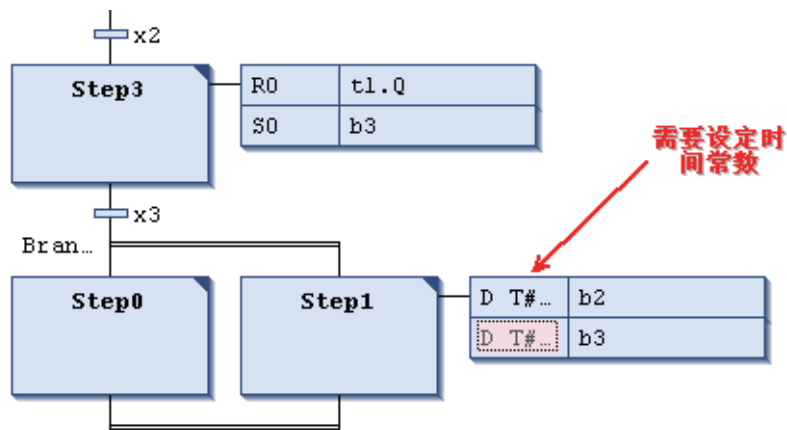 x2
Step3
R0 t1.Q
S0 b3
需要设定时
间常数
x3
Bran…
Step0
Step1
D T#… b2
D T#… b3